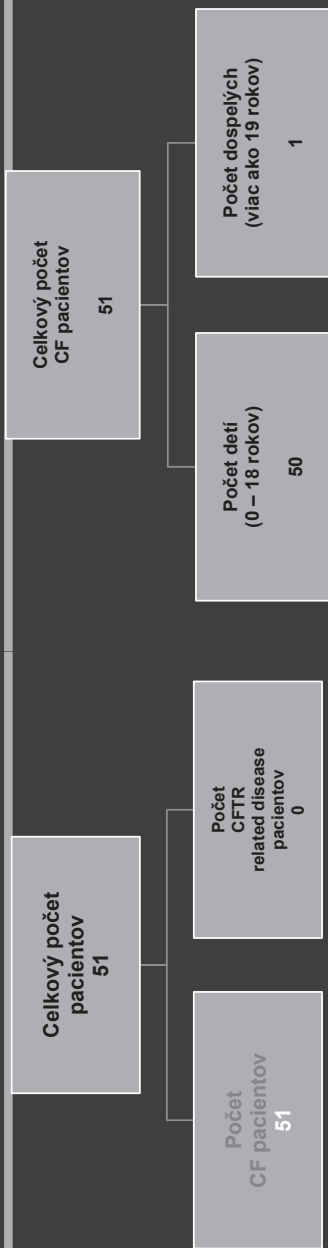 Celkový počet
pacientov
51
Počet
CF pacientov
51
Počet
CFTR
related disease
pacientov
0
Celkový počet
CF pacientov
51
Počet detí
(0 – 18 rokov)
50
Počet dospelých
(viac ako 19 rokov)
1